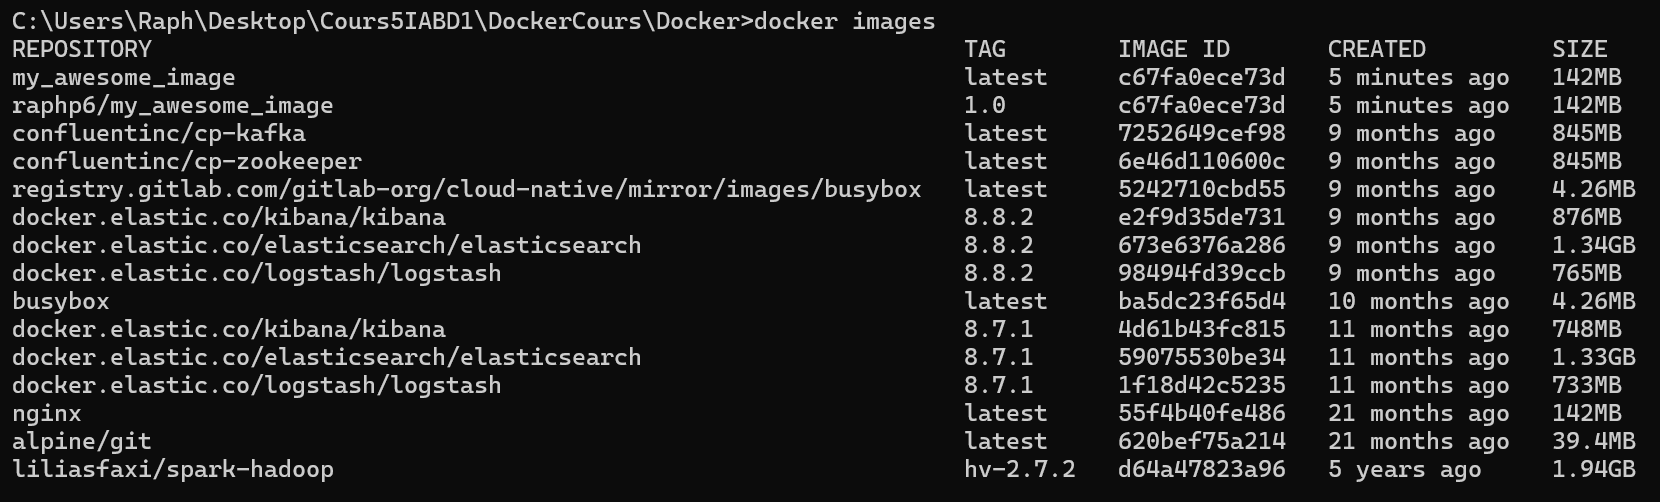 C:\Users\Raph\Desktop\Cours5IABD1\DockerCours\Docker>docker images
REPOSITORY TAG IMAGE ID CREATED SIZE
my_awesome_image latest c67fa0ece73d 5 minutes ago 142MB
raphp6/my_awesome_image 1.0 c67fa0ece73d 5 minutes ago 142MB
confluentinc/cp-kafka latest 7252649cef98 9 months ago 845MB
confluentinc/cp-zookeeper latest 6e46d110600c 9 months ago 845MB
registry.gitlab.com/gitlab-org/cloud-native/mirror/images/busybox latest 5242710cbd55 9 months ago 4.26MB
docker.elastic.co/kibana/kibana 8.8.2 e2f9d35de731 9 months ago 876MB
docker.elastic.co/elasticsearch/elasticsearch 8.8.2 673e6376a286 9 months ago 1.34GB
docker.elastic.co/logstash/logstash 8.8.2 98494fd39ccb 9 months ago 765MB
busybox latest ba5dc23f65d4 10 months ago 4.26MB
docker.elastic.co/kibana/kibana 8.7.1 4d61b43fc815 11 months ago 748MB
docker.elastic.co/elasticsearch/elasticsearch 8.7.1 59075530be34 11 months ago 1.33GB
docker.elastic.co/logstash/logstash 8.7.1 1f18d42c5235 11 months ago 733MB
nginx latest 55f4b40fe486 21 months ago 142MB
alpine/git latest 620bef75a214 21 months ago 39.4MB
liliasfaxi/spark-hadoop hv-2.7.2 d64a47823a96 5 years ago 1.94GB